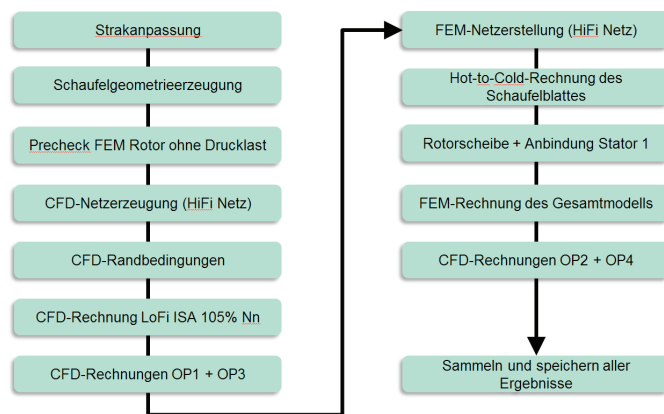 Strakanpassung
Schaufelgeometrieerzeugung
Precheck FEM Rotor ohne Drucklast
CFD-Netzerzeugung (HiFi Netz)
CFD-Randbedingungen
CFD-Rechnung LoFi ISA 105% Nn
CFD-Rechnungen OP1 + OP3
FEM-Netzerstellung (HiFi Netz)
Hot-to-Cold-Rechnung des
Schaufelblattes
Rotorscheibe + Anbindung Stator 1
FEM-Rechnung des Gesamtmodells
CFD-Rechnungen OP2 + OP4
Sammeln und speichern aller
Ergebnisse